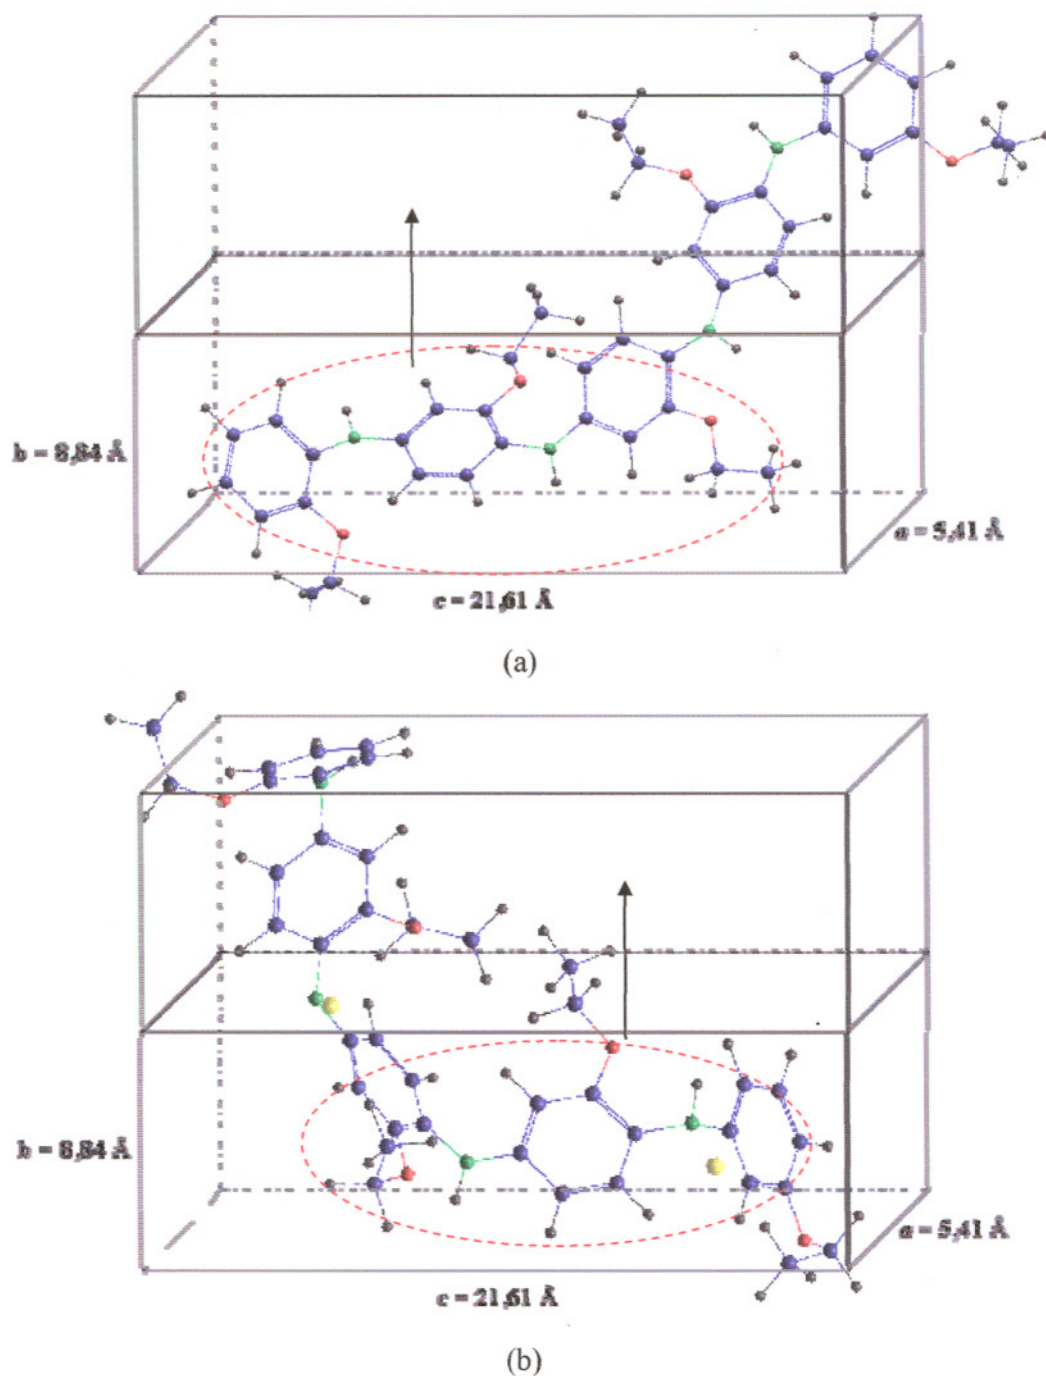 b = 8,84 Å
a = 5,41 Å
c = 21,61 Å
(a)
b = 8,84 Å
a = 5,41 Å
c = 21,61 Å
(b)